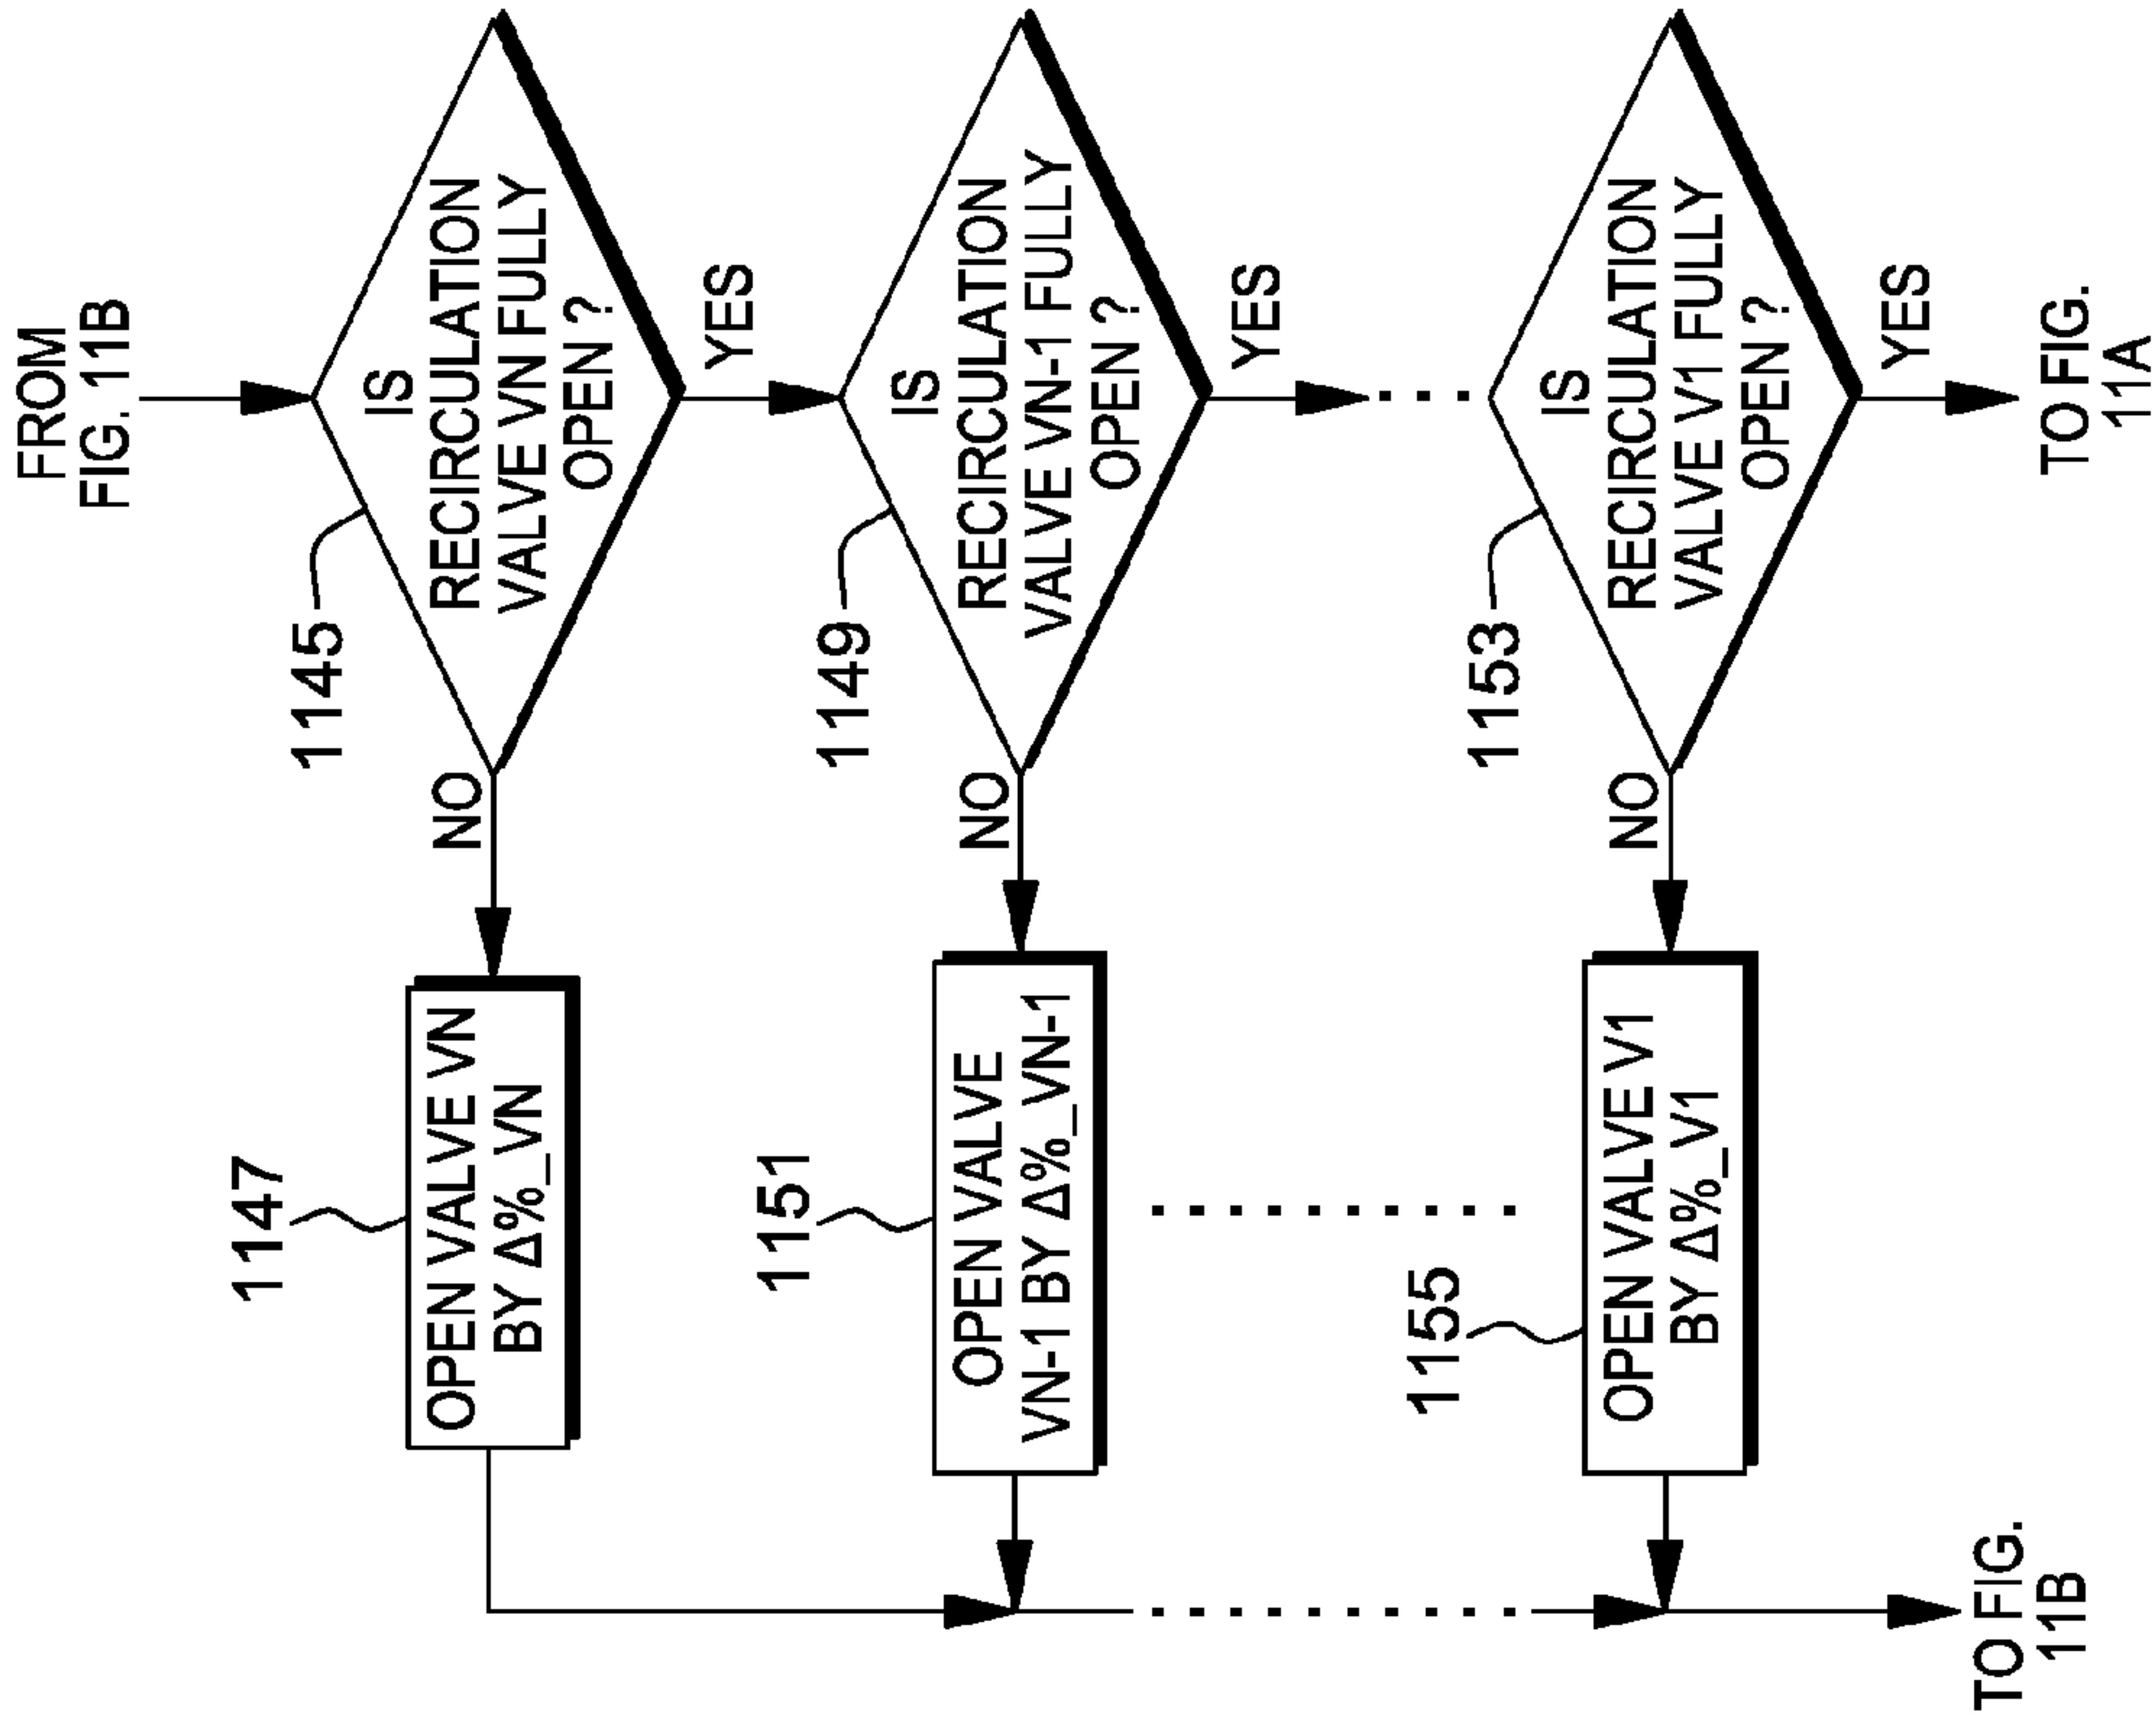 FROM
FIG. 11B
1145
IS
RECIRCULATION
VALVE VN FULLY
OPEN ?
NO
YES
1147
OPEN VALVE VN
BY Δ%_VN
1149
IS
RECIRCULATION
VALVE VN-1 FULLY
OPEN ?
NO
YES
1151
OPEN VALVE
VN-1 BY Δ%_VN-1
1153
IS
RECIRCULATION
VALVE V1 FULLY
OPEN ?
NO
YES
1155
OPEN VALVE V1
BY Δ%_V1
TO FIG.
11B
TO FIG.
11A